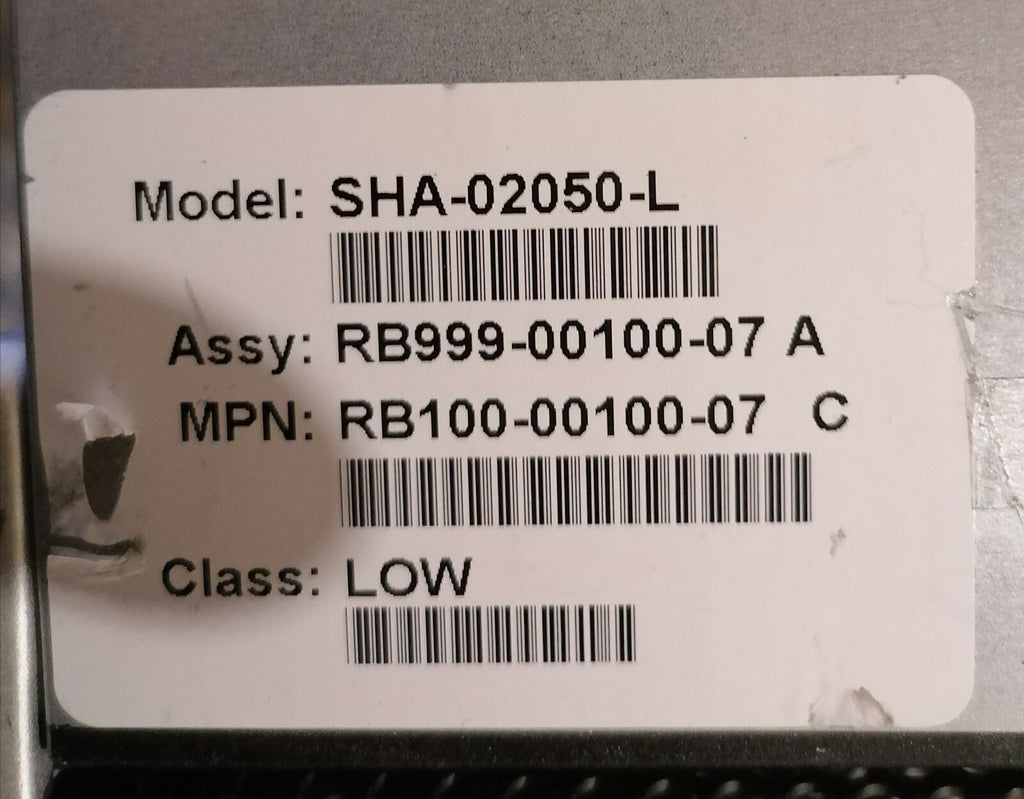 Model: SHA-02050-L
Assy: RB999-00100-07 A
MPN: RB100-00100-07 C
Class: LOW